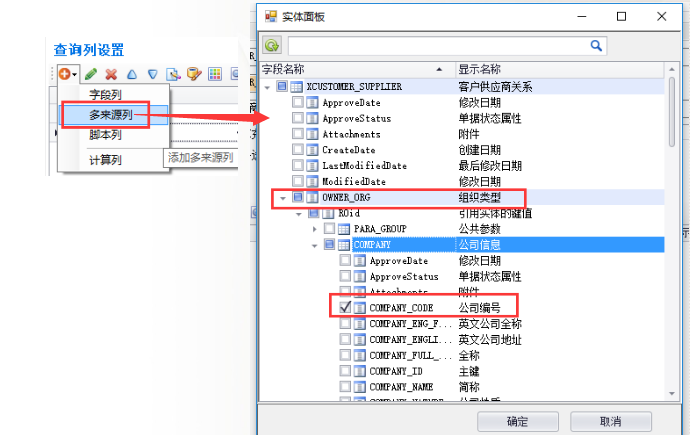 查询列设置
字段列
多来源列
脚本列
计算列
添加多来源列
实体面板
字段名称 显示名称
XCUSTOMER_SUPPLIER 客户供应商关系
ApproveDate 修改日期
ApproveStatus 单据状态属性
Attachments 附件
CreateDate 创建日期
LastModifiedDate 最后修改日期
ModifiedDate 修改日期
OWNER_ORG 组织类型
ROid 引用实体的键值
PARA_GROUP 公共参数
COMPANY 公司信息
ApproveDate 修改日期
ApproveStatus 单据状态属性
Attachments 附件
COMPANY_CODE 公司编号
COMPANY_ENG_F... 英文公司全称
COMPANY_ENGLI... 英文公司地址
COMPANY_FULL_... 全称
COMPANY_ID 主键
COMPANY_NAME 简称
确定 取消